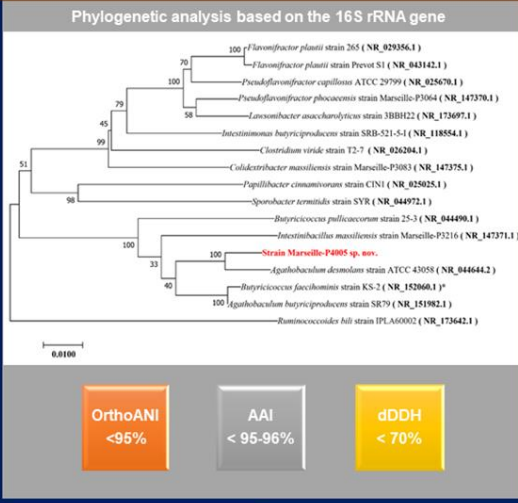 Phylogenetic analysis based on the 16S rRNA gene
100
Flavonifractor plautii strain 265 ( NR_029356.1 )
70
Flavonifractor plautii strain Prevot S1 ( NR_043142.1 )
100
Pseudoflavonifractor capillosus ATCC 29799 ( NR_025670.1 )
79
Pseudoflavonifractor phocaeensis strain Marseille-P3064 ( NR_147370.1 )
58
Lawsonibacter asaccharolyticus strain 3BBH22 ( NR_173697.1 )
45
Intestinimonas butyriciproducens strain SRB-521-5-I ( NR_118554.1 )
99
Clostridium viride strain T2-7 ( NR_026204.1 )
51
Colidextribacter massiliensis strain Marseille-P3083 ( NR_147375.1 )
Papillibacter cinnamivorans strain CIN1 ( NR_025025.1 )
98
Sporobacter termitidis strain SYR ( NR_044972.1 )
Butyricicoccus pullicaecorum strain 25-3 ( NR_044490.1 )
100
Intestinibacillus massiliensis strain Marseille-P3216 ( NR_147371.1 )
33
100
Strain Marseille-P4005 sp. nov.
Agathobaculum desmolans strain ATCC 43058 ( NR_044644.2 )
40
Butyricicoccus faecihominis strain KS-2 ( NR_152060.1 )*
100
Agathobaculum butyriciproducens strain SR79 ( NR_151982.1 )
Ruminococcoides bili strain IPLA60002 ( NR_173642.1 )
0.0100
OrthoANI
<95%
AAI
< 95-96%
dDDH
< 70%